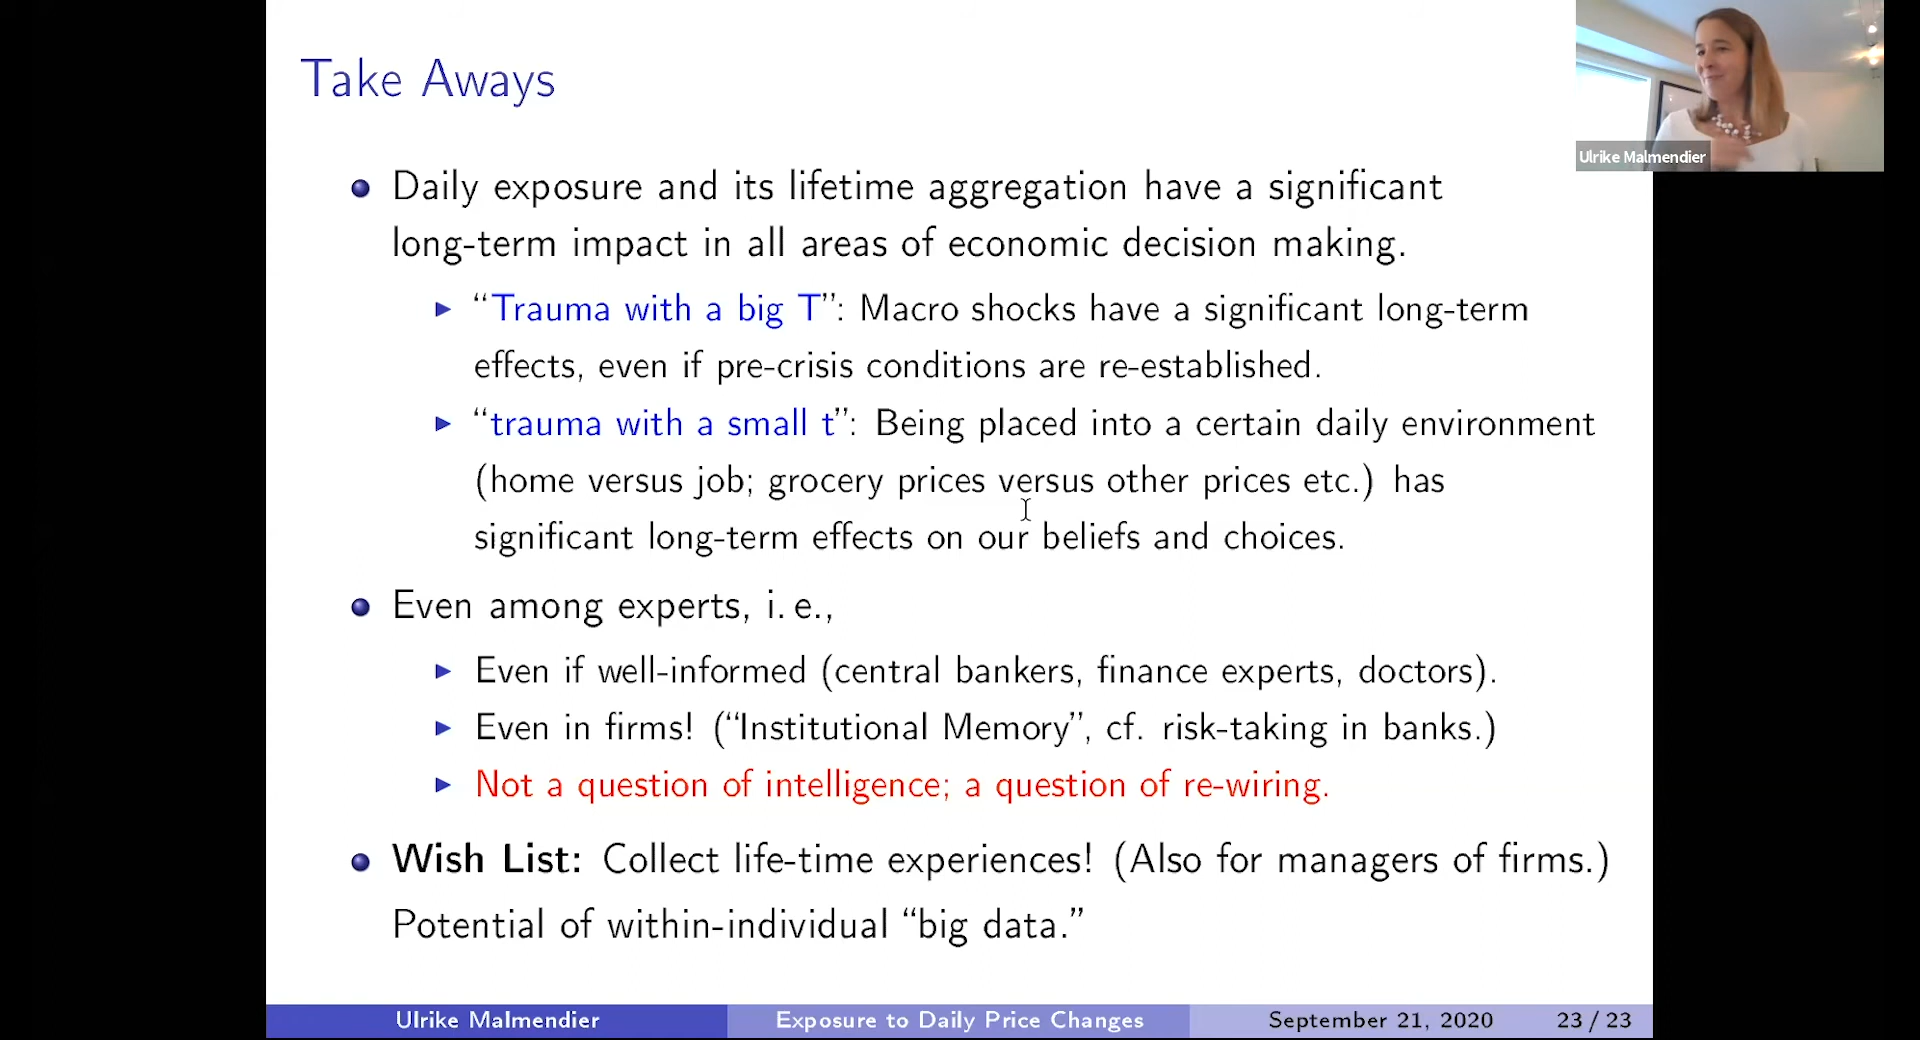 Take Aways
Ulrike Malmendier
Daily exposure and its lifetime aggregation have a significant
long-term impact in all areas of economic decision making.
“Trauma with a big T”: Macro shocks have a significant long-term
effects, even if pre-crisis conditions are re-established.
“trauma with a small t”: Being placed into a certain daily environment
(home versus job; grocery prices versus other prices etc.) has
significant long-term effects on our beliefs and choices.
Even among experts, i. e.,
Even if well-informed (central bankers, finance experts, doctors).
Even in firms! (“Institutional Memory”, cf. risk-taking in banks.)
Not a question of intelligence; a question of re-wiring.
Wish List: Collect life-time experiences! (Also for managers of firms.)
Potential of within-individual “big data.”
Ulrike Malmendier Exposure to Daily Price Changes September 21, 2020 23 / 23